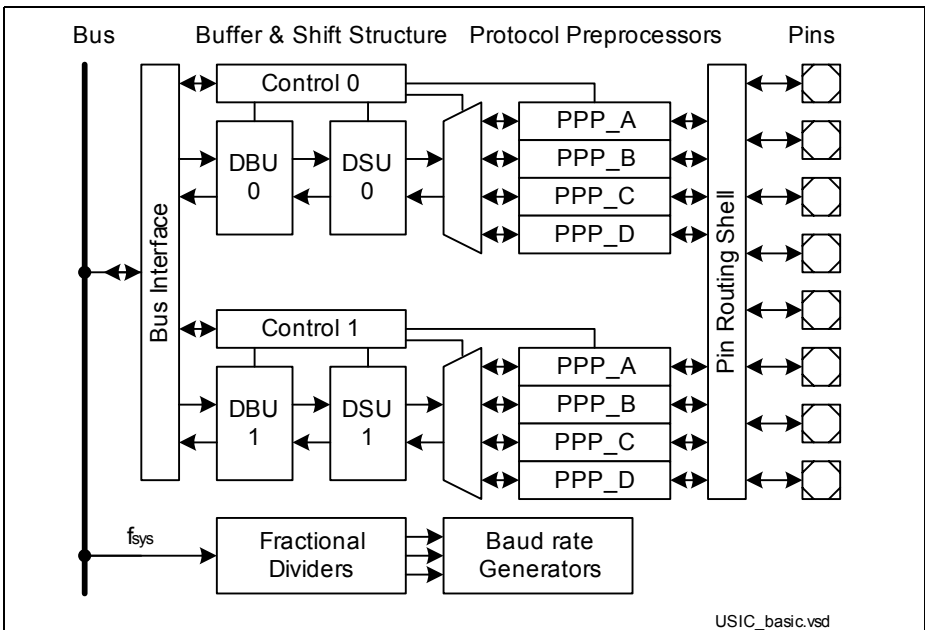 Bus
Buffer & Shift Structure
Protocol Preprocessors
Pins
Bus Interface
Control 0
DBU
0
DSU
0
PPP_A
PPP_B
PPP_C
PPP_D
Pin Routing Shell
Control 1
DBU
1
DSU
1
PPP_A
PPP_B
PPP_C
PPP_D
fsys
Fractional
Dividers
Baud rate
Generators
USIC_basic.vsd